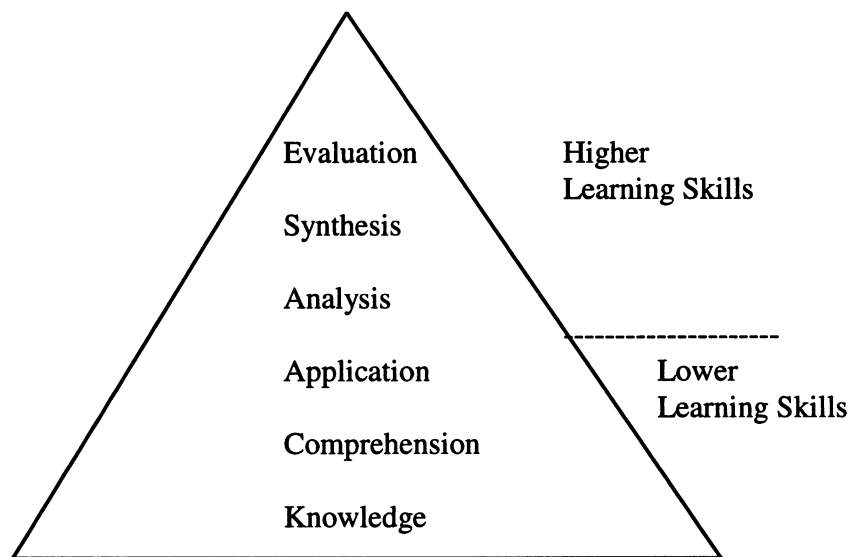 Evaluation
Higher
Learning Skills
Synthesis
Analysis
Application
Lower
Learning Skills
Comprehension
Knowledge